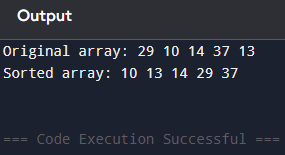 Output
Original array: 29 10 14 37 13
Sorted array: 10 13 14 29 37
=== Code Execution Successful ===